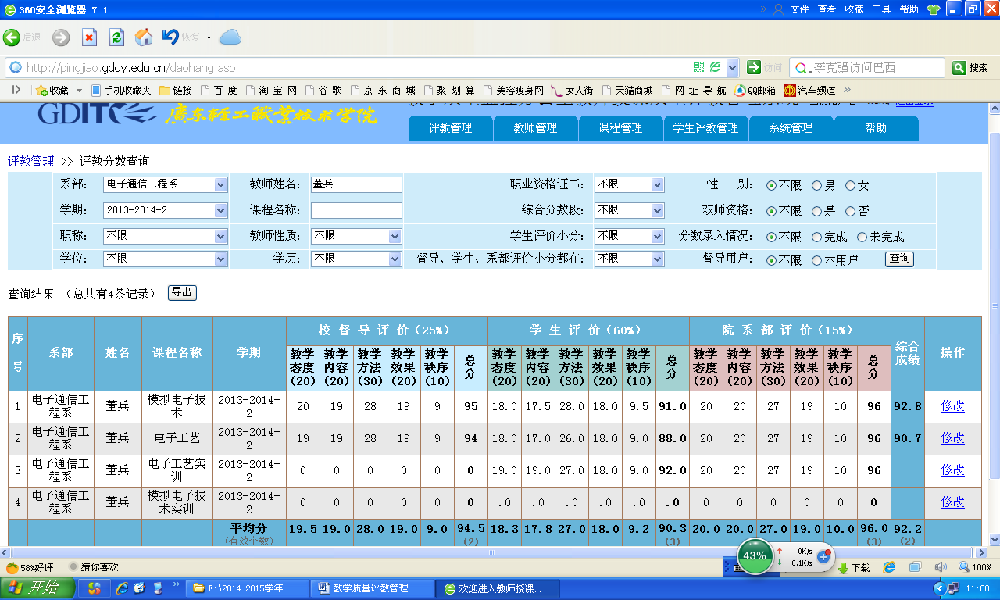 360安全浏览器 7.1
» 文件 查看 收藏 工具 帮助
后退 恢复
http://pingjiao.gdqy.edu.cn/daohang.asp 访问 李克强访问巴西 搜索
收藏 手机收藏夹 链接 百 度 淘_宝_网 谷 歌 京 东 商 城 聚_划_算 美容瘦身网 女人街 天猫商城 网 址 导 航 QQ邮箱 汽车频道 »
GDITC 广东轻工职业技术学院
评教管理 教师管理 课程管理 学生评教管理 系统管理 帮助
评教管理 >> 评教分数查询
系部: 电子通信工程系 教师姓名: 董兵 职业资格证书: 不限 性 别: 不限 男 女
学期: 2013-2014-2 课程名称: 综合分数段: 不限 双师资格: 不限 是 否
职称: 不限 教师性质: 不限 学生评价小分: 不限 分数录入情况: 不限 完成 未完成
学位: 不限 学历: 不限 督导、学生、系部评价小分都在: 不限 督导用户: 不限 本用户 查询
查询结果 (总共有4条记录) 导出
序号 系部 姓名 课程名称 学期 校 督 导 评 价(25%) 学 生 评 价(60%) 院 系 部 评 价(15%) 综合成绩 操作
教学态度(20) 教学内容(20) 教学方法(30) 教学效果(20) 教学秩序(10) 总分 教学态度(20) 教学内容(20) 教学方法(30) 教学效果(20) 教学秩序(10) 总分 教学态度(20) 教学内容(20) 教学方法(30) 教学效果(20) 教学秩序(10) 总分
1 电子通信工程系 董兵 模拟电子技术 2013-2014-2 20 19 28 19 9 95 18.0 17.5 28.0 18.0 9.5 91.0 20 20 27 19 10 96 92.8 修改
2 电子通信工程系 董兵 电子工艺 2013-2014-2 19 19 28 19 9 94 18.0 17.0 26.0 18.0 9.0 88.0 20 20 27 19 10 96 90.7 修改
3 电子通信工程系 董兵 电子工艺实训 2013-2014-2 0 0 0 0 0 0 19.0 19.0 27.0 18.0 9.0 92.0 20 20 27 19 10 96 修改
4 电子通信工程系 董兵 模拟电子技术实训 2013-2014-2 0 0 0 0 0 0 .0 .0 .0 .0 .0 .0 0 0 0 0 0 0 修改
平均分 19.5 19.0 28.0 19.0 9.0 94.5 18.3 17.8 27.0 18.0 9.2 90.3 20.0 20.0 27.0 19.0 10.0 96.0 92.2
(有效个数) (2) (3) (3) (2)
58%好评 猜你喜欢 43% 0K/s 0.1K/s 下载 100%
开始 » E:\2014-2015学年... 教学质量评教管理... 欢迎进入教师授课... 11:00